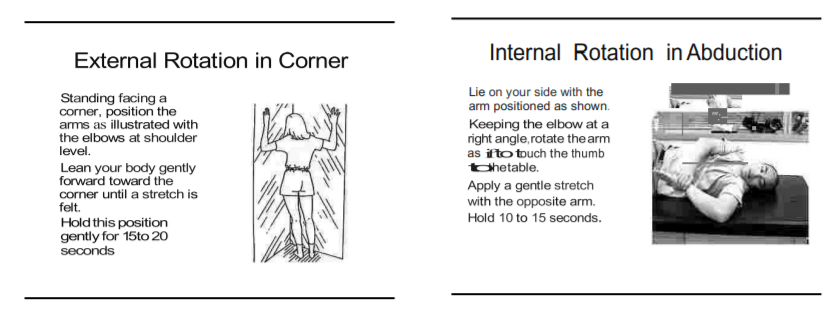 External Rotation in Corner
Standing facing a
corner, position the
arms as illustrated with
the elbows at shoulder
level.
Lean your body gently
forward toward the
corner until a stretch is
felt.
Hold this position
gently for 15to 20
seconds
Internal Rotation in Abduction
Lie on your side with the
arm positioned as shown.
Keeping the elbow at a
right angle, rotate the arm
as if to touch the thumb
to the table.
Apply a gentle stretch
with the opposite arm.
Hold 10 to 15 seconds.